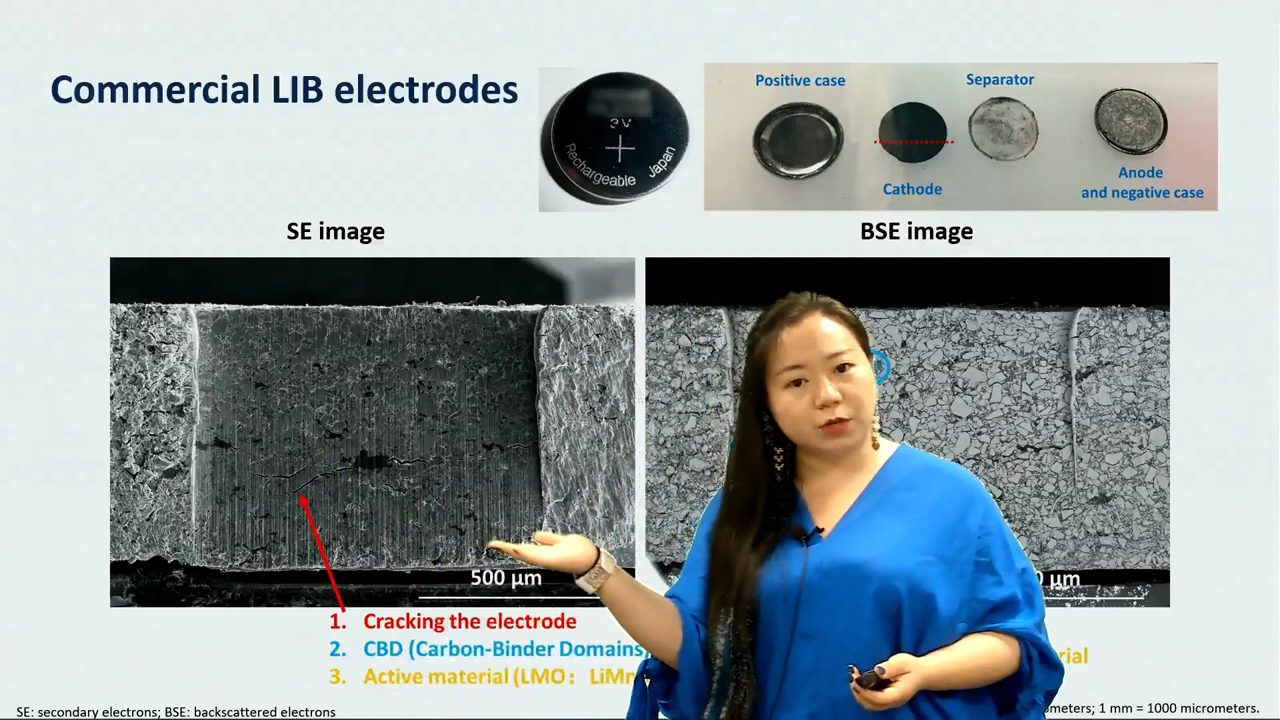 Commercial LIB electrodes
3V
Rechargeable Japan
Positive case
Separator
Cathode
Anode
and negative case
SE image
BSE image
500 µm
µm
1. Cracking the electrode
2. CBD (Carbon-Binder Domains)
3. Active material (LMO: LiMn
SE: secondary electrons; BSE: backscattered electrons
1 mm = 1000 micrometers.